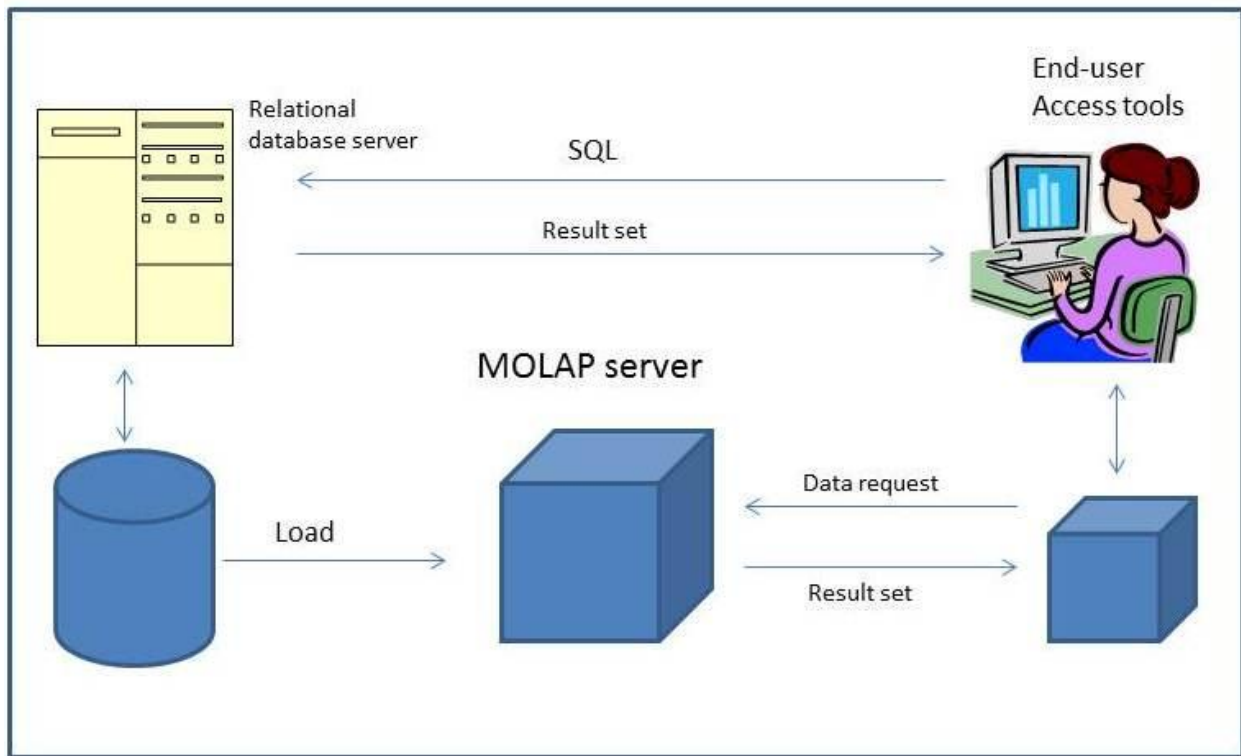 End-user
Access tools
Relational
database server
SQL
Result set
MOLAP server
Data request
Load
Result set